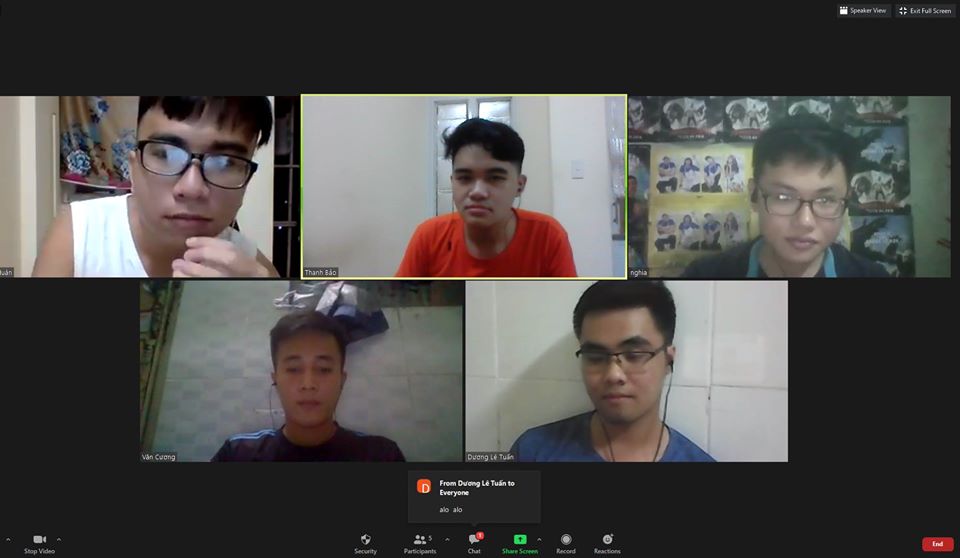 Speaker View
Exit Full Screen
Thanh Bảo
nghia
Văn Cương
Dương Lê Tuấn
From Dương Lê Tuấn to
Everyone
alo alo
Stop Video
Security
Participants
5
Chat
1
Share Screen
Record
Reactions
End